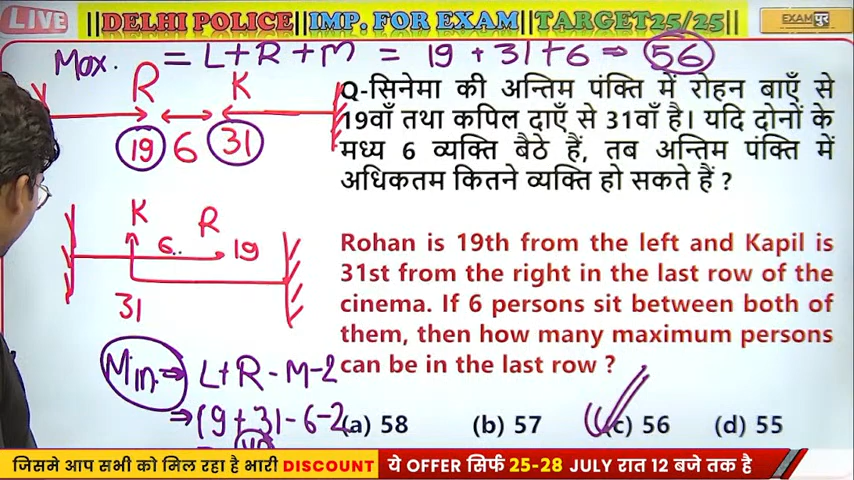 LIVE ||DELHI POLICE||IMP. FOR EXAM||TARGET25/25|| EXAMपुर
Max. = L+R+M = 19+31+6 ⇒ 56
R K
19 6 31
Q-सिनेमा की अन्तिम पंक्ति में रोहन बाएँ से
19वाँ तथा कपिल दाएँ से 31वाँ है। यदि दोनों के
मध्य 6 व्यक्ति बैठे हैं, तब अन्तिम पंक्ति में
अधिकतम कितने व्यक्ति हो सकते हैं ?
K R
6 19
31
Rohan is 19th from the left and Kapil is
31st from the right in the last row of the
cinema. If 6 persons sit between both of
them, then how many maximum persons
can be in the last row ?
Min ⇒ L+R-M-2
⇒ 19+31-6-2
(a) 58 (b) 57 (c) 56 (d) 55
जिसमे आप सभी को मिल रहा है भारी DISCOUNT ये OFFER सिर्फ 25-28 JULY रात 12 बजे तक है